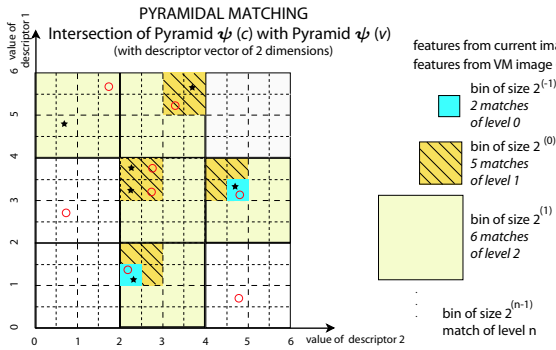 PYRAMIDAL MATCHING
Intersection of Pyramid ψ (c) with Pyramid ψ (v)
(with descriptor vector of 2 dimensions)
value of descriptor 1
6
5
4
3
2
1
0
0 1 2 3 4 5 6
value of descriptor 2
features from current ima
features from VM image
bin of size 2(-1)
2 matches
of level 0
bin of size 2(0)
5 matches
of level 1
bin of size 2(1)
6 matches
of level 2
bin of size 2(n-1)
match of level n